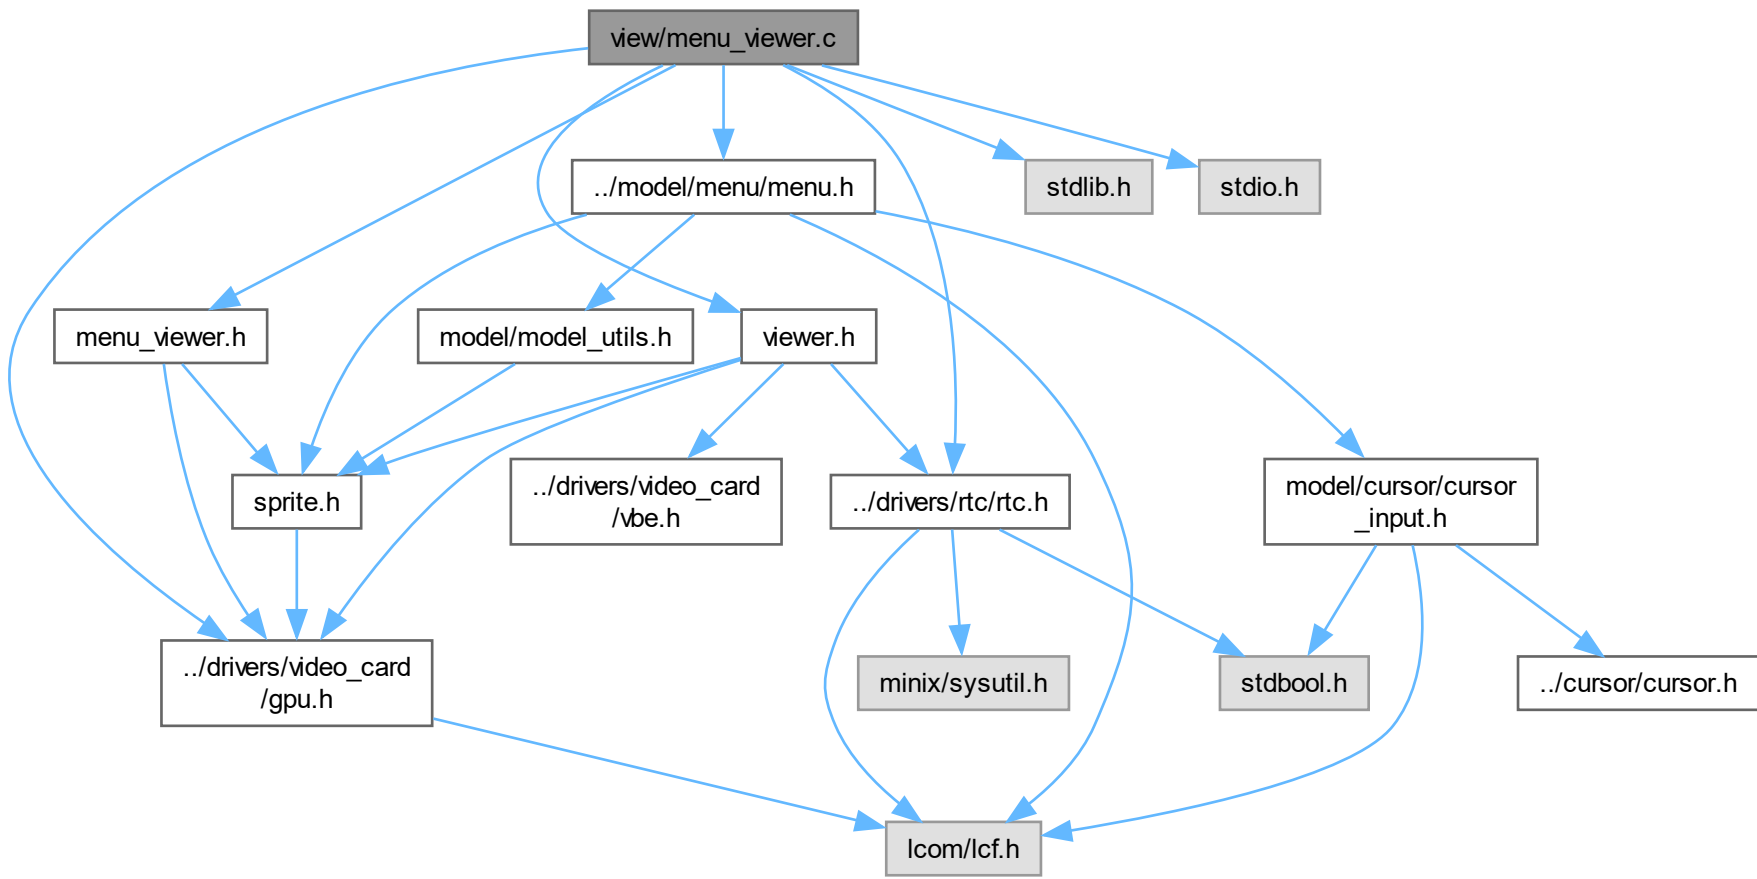 view/menu_viewer.c
../model/menu/menu.h
stdlib.h
stdio.h
menu_viewer.h
model/model_utils.h
viewer.h
sprite.h
../drivers/video_card
/vbe.h
../drivers/rtc/rtc.h
model/cursor/cursor
_input.h
../drivers/video_card
/gpu.h
minix/sysutil.h
stdbool.h
../cursor/cursor.h
lcom/lcf.h